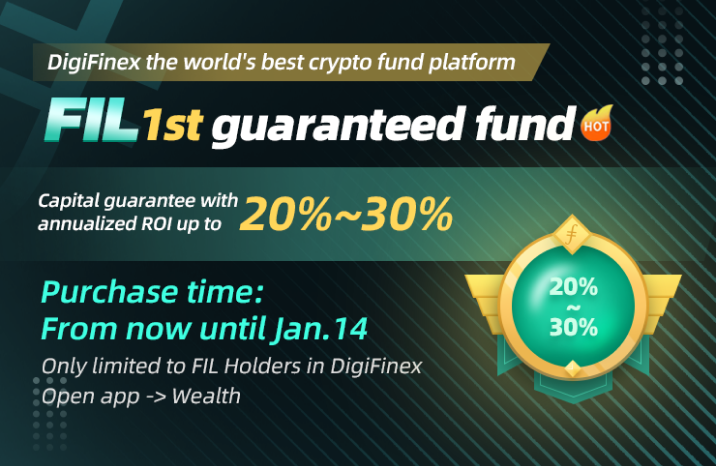 DigiFinex the world's best crypto fund platform
FIL 1st guaranteed fund HOT
Capital guarantee with
annualized ROI up to 20%~30%
Purchase time:
From now until Jan.14
Only limited to FIL Holders in DigiFinex
Open app -> Wealth
20%
~
30%